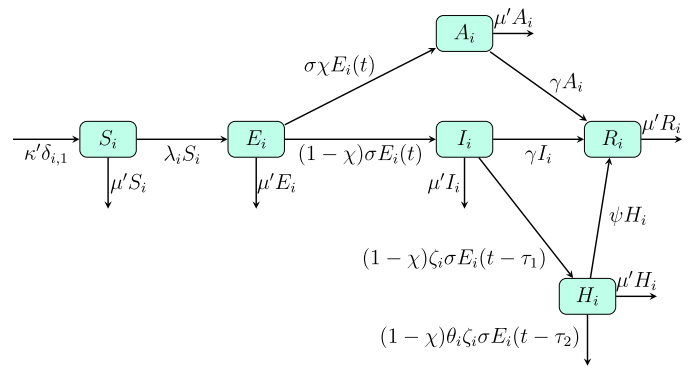 A_i
μ′A_i
σχE_i(t)
γA_i
κ′δ_{i,1}
S_i
λ_iS_i
E_i
(1 − χ)σE_i(t)
I_i
γI_i
R_i
μ′R_i
μ′S_i
μ′E_i
μ′I_i
ψH_i
(1 − χ)ζ_iσE_i(t − τ_1)
H_i
μ′H_i
(1 − χ)θ_iζ_iσE_i(t − τ_2)